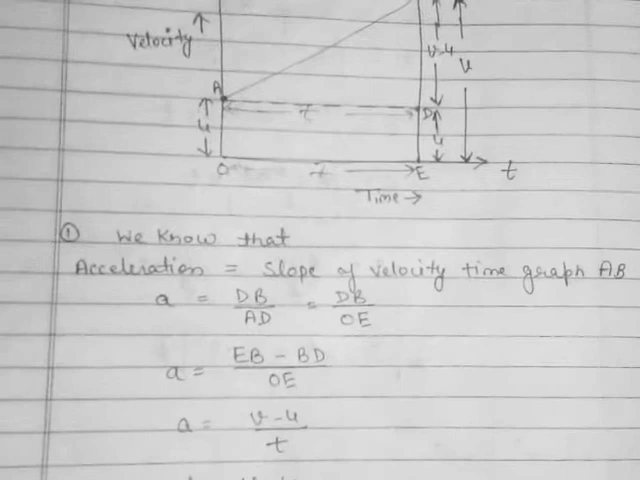 Velocity ↑
v-u
v
A
t
D
u
u
O
t
E
t
Time →
① We know that
Acceleration = Slope of velocity time graph AB
a = DB/AD = DB/OE
a = EB - BD/OE
a = v-u/t